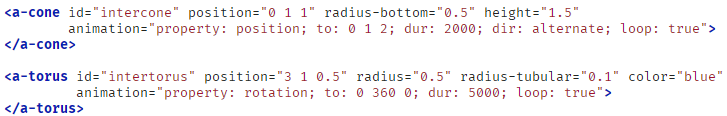 <a-cone id="intercone" position="0 1 1" radius-bottom="0.5" height="1.5"
animation="property: position; to: 0 1 2; dur: 2000; dir: alternate; loop: true">
</a-cone>
<a-torus id="intertorus" position="3 1 0.5" radius="0.5" radius-tubular="0.1" color="blue"
animation="property: rotation; to: 0 360 0; dur: 5000; loop: true">
</a-torus>